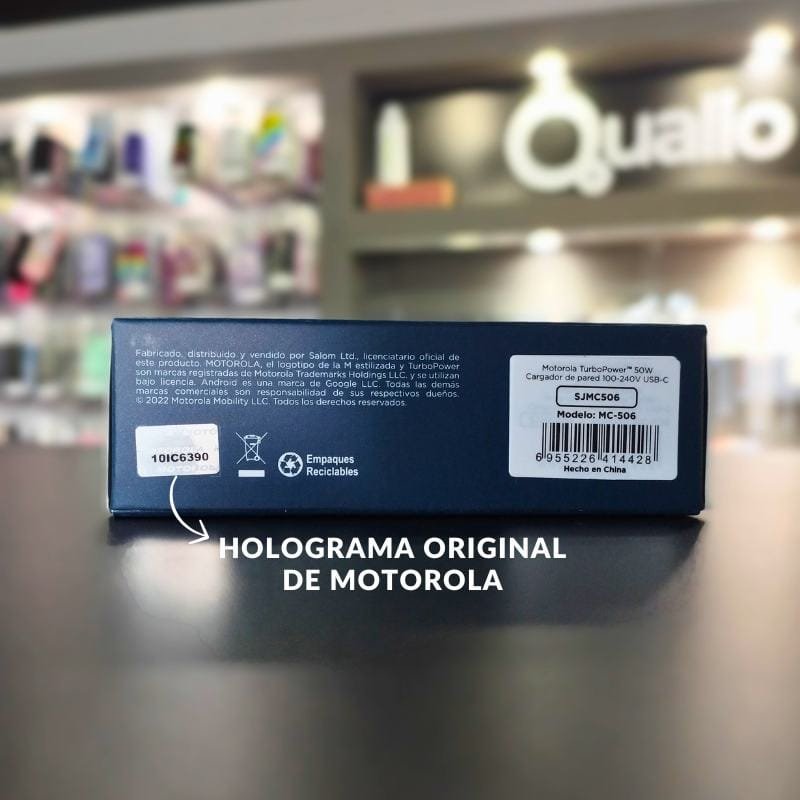 Quallo
Fabricado, distribuido y vendido por Salom Ltd., licenciatario oficial de
este producto. MOTOROLA, el logotipo de la M estilizada y TurboPower
son marcas registradas de Motorola Trademarks Holdings LLC. y se utilizan
bajo licencia. Android es una marca de Google LLC. Todas las demás
marcas comerciales son responsabilidad de sus respectivos dueños.
© 2022 Motorola Mobility LLC. Todos los derechos reservados.
10IC6390
MOTOROLA
Empaques
Reciclables
Motorola TurboPower™ 50W
Cargador de pared 100-240V USB-C
SJMC506
Modelo: MC-506
6 955226 414428
Hecho en China
HOLOGRAMA ORIGINAL
DE MOTOROLA